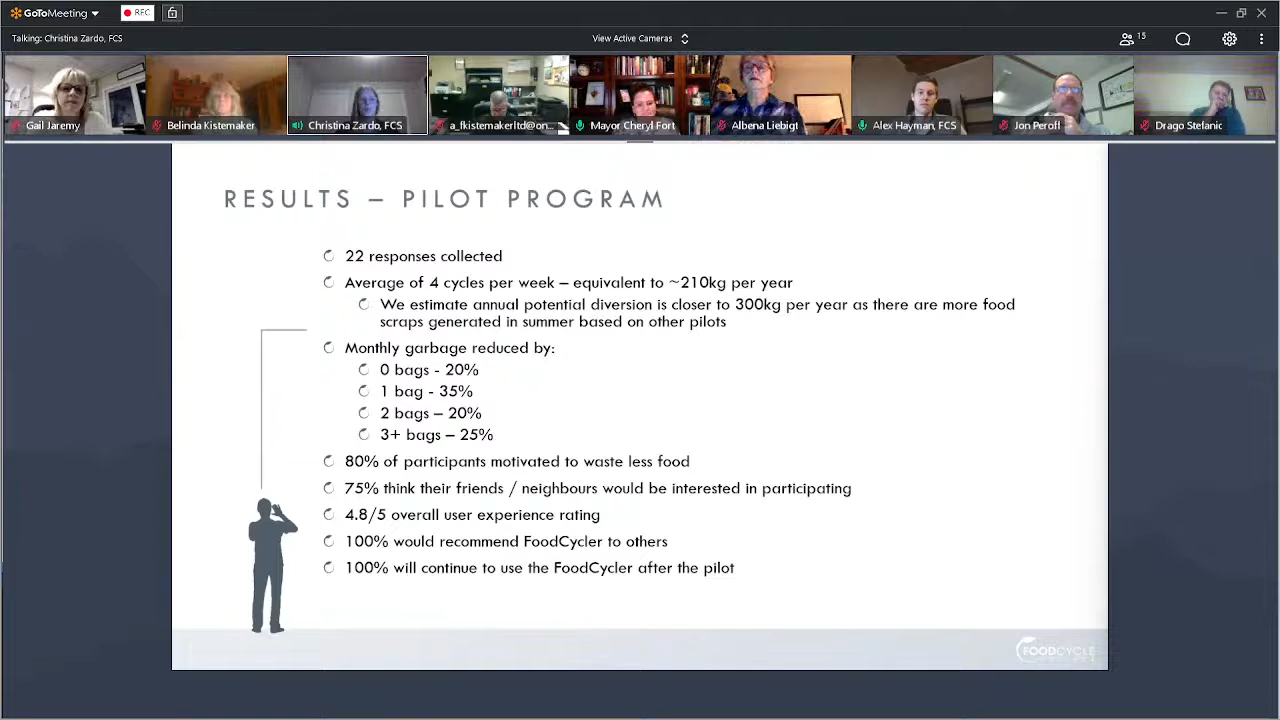 GoToMeeting
REC
Talking: Christina Zardo, FCS
View Active Cameras
15
Gail Jaremy
Belinda Kistemaker
Christina Zardo, FCS
a_fkistemakerltd@on...
Mayor Cheryl Fort
Albena Liebigt
Alex Hayman, FCS
Jon Peroff
Drago Stefanic
RESULTS – PILOT PROGRAM
22 responses collected
Average of 4 cycles per week – equivalent to ~210kg per year
We estimate annual potential diversion is closer to 300kg per year as there are more food
scraps generated in summer based on other pilots
Monthly garbage reduced by:
0 bags - 20%
1 bag - 35%
2 bags – 20%
3+ bags – 25%
80% of participants motivated to waste less food
75% think their friends / neighbours would be interested in participating
4.8/5 overall user experience rating
100% would recommend FoodCycler to others
100% will continue to use the FoodCycler after the pilot
FOODCYCLE